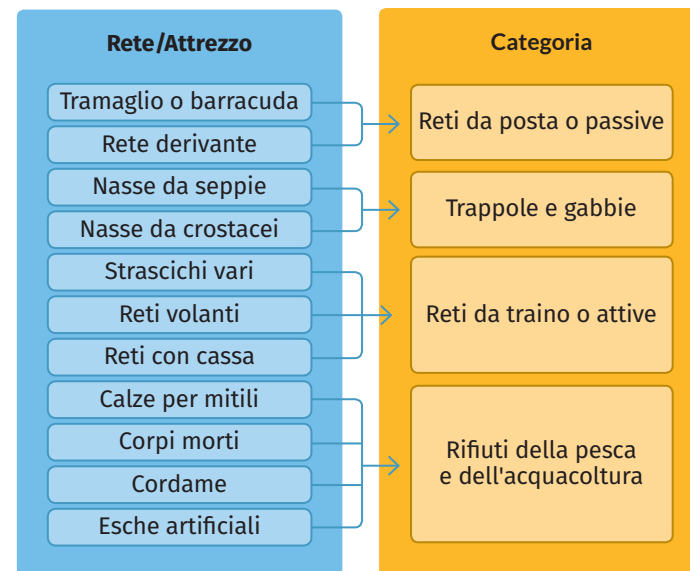 Rete/Attrezzo
Tramaglio o barracuda
Rete derivante
Nasse da seppie
Nasse da crostacei
Strascichi vari
Reti volanti
Reti con cassa
Calze per mitili
Corpi morti
Cordame
Esche artificiali
Categoria
Reti da posta o passive
Trappole e gabbie
Reti da traino o attive
Rifiuti della pesca
e dell'acquacoltura